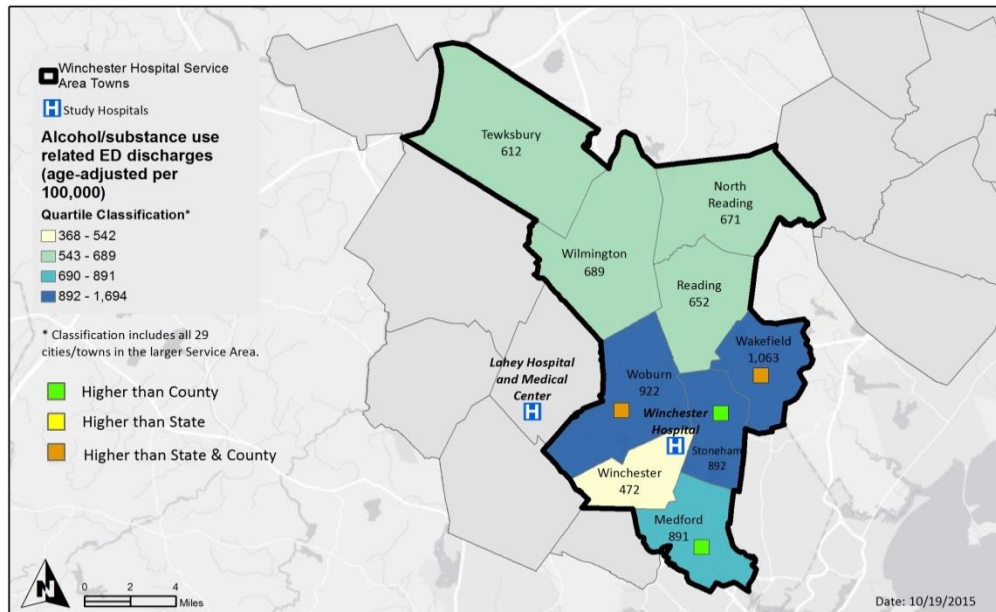 Winchester Hospital Service
Area Towns
Study Hospitals
Alcohol/substance use
related ED discharges
(age-adjusted per
100,000)
Quartile Classification*
368 - 542
543 - 689
690 - 891
892 - 1,694
* Classification includes all 29
cities/towns in the larger Service Area.
Higher than County
Higher than State
Higher than State & County
Tewksbury
612
North
Reading
671
Wilmington
689
Reading
652
Wakefield
1,063
Lahey Hospital
and Medical
Center
H
Woburn
922
Winchester
Hospital
H
Stoneham
892
Winchester
472
Medford
891
N
0 2 4
Miles
Date: 10/19/2015